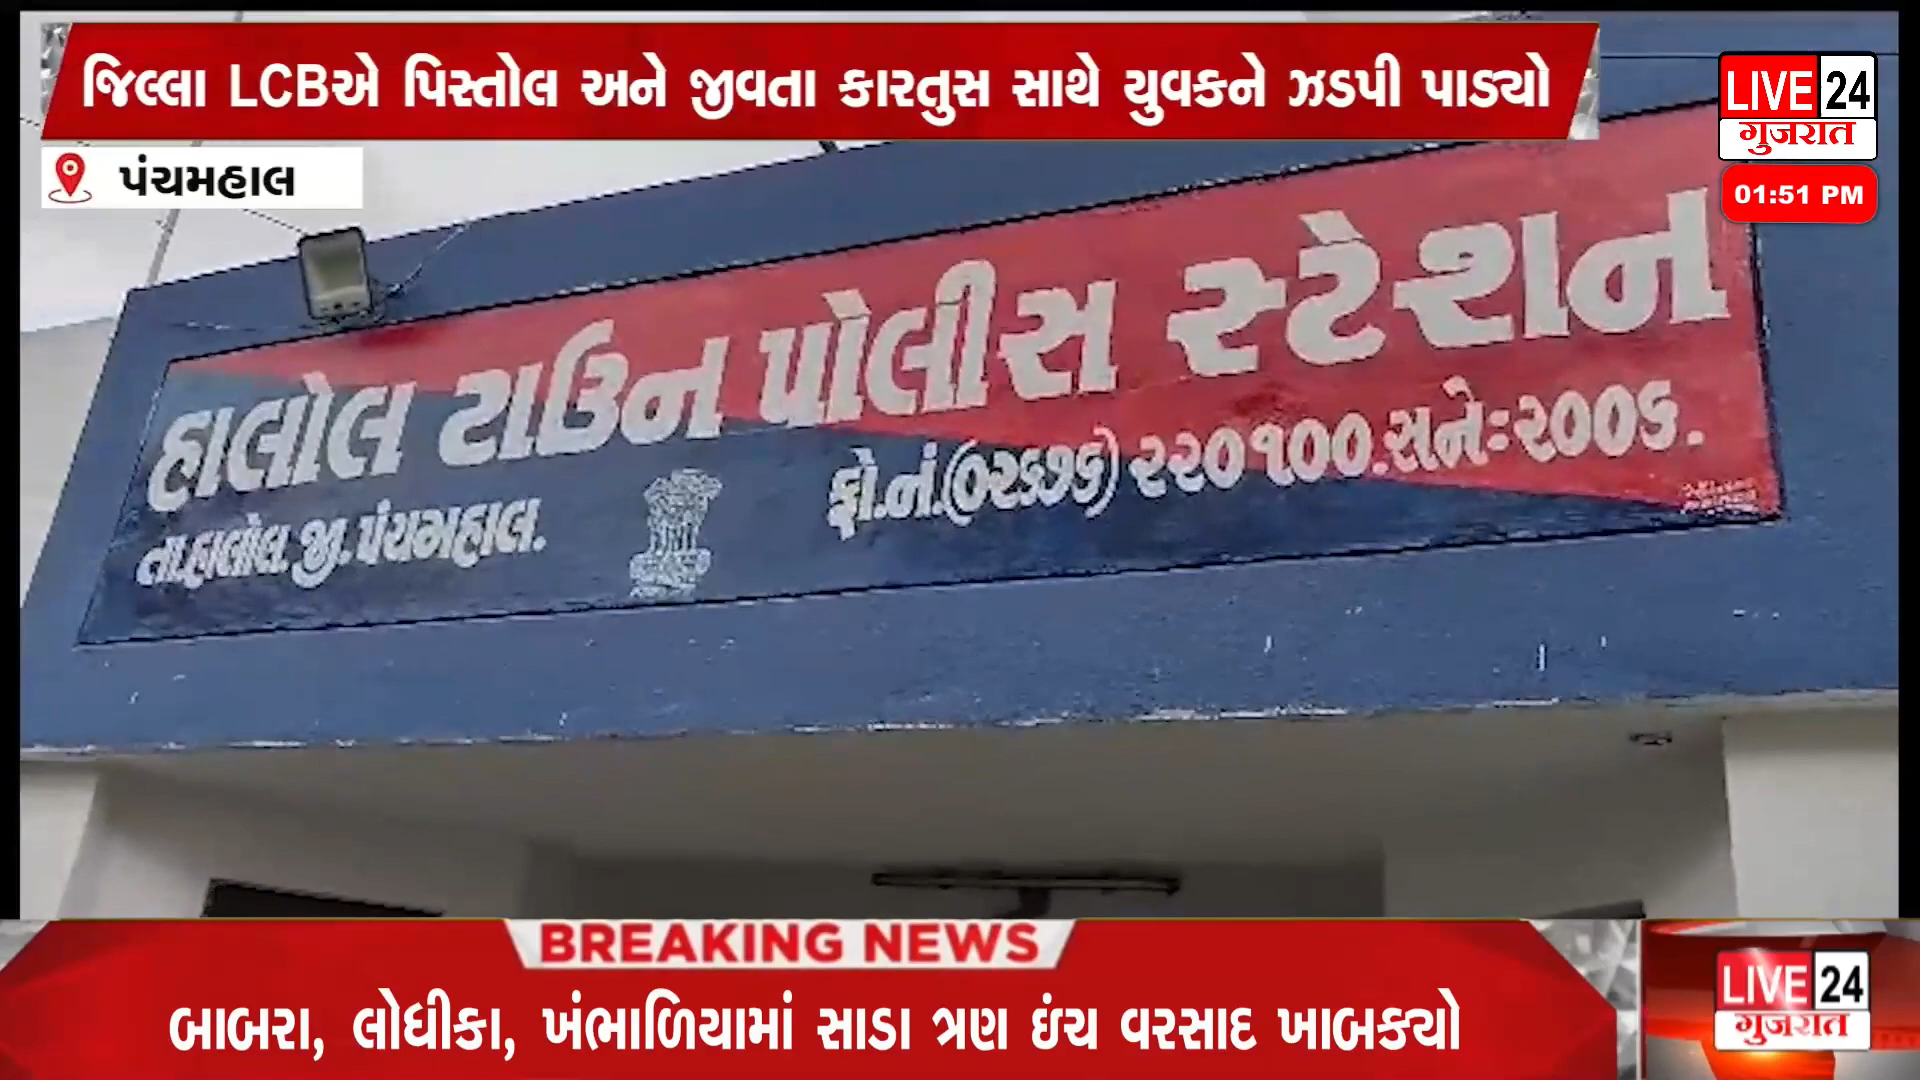 જિલ્લા LCBએ પિસ્તોલ અને જીવતા કારતુસ સાથે યુવકને ઝડપી પાડ્યો
LIVE 24
ગુજરાત
પંચમહાલ
01:51 PM
હાલોલ ટાઉન પોલીસ સ્ટેશન
તા.હાલોલ.જી.પંચમહાલ.
ફો.નં.(૦૨૬૭૬)૨૨૦૧૦૦.સને:૨૦૦૬.
BREAKING NEWS
બાબરા, લોધીકા, ખંભાળિયામાં સાડા ત્રણ ઇંચ વરસાદ ખાબક્યો
LIVE 24
ગુજરાત